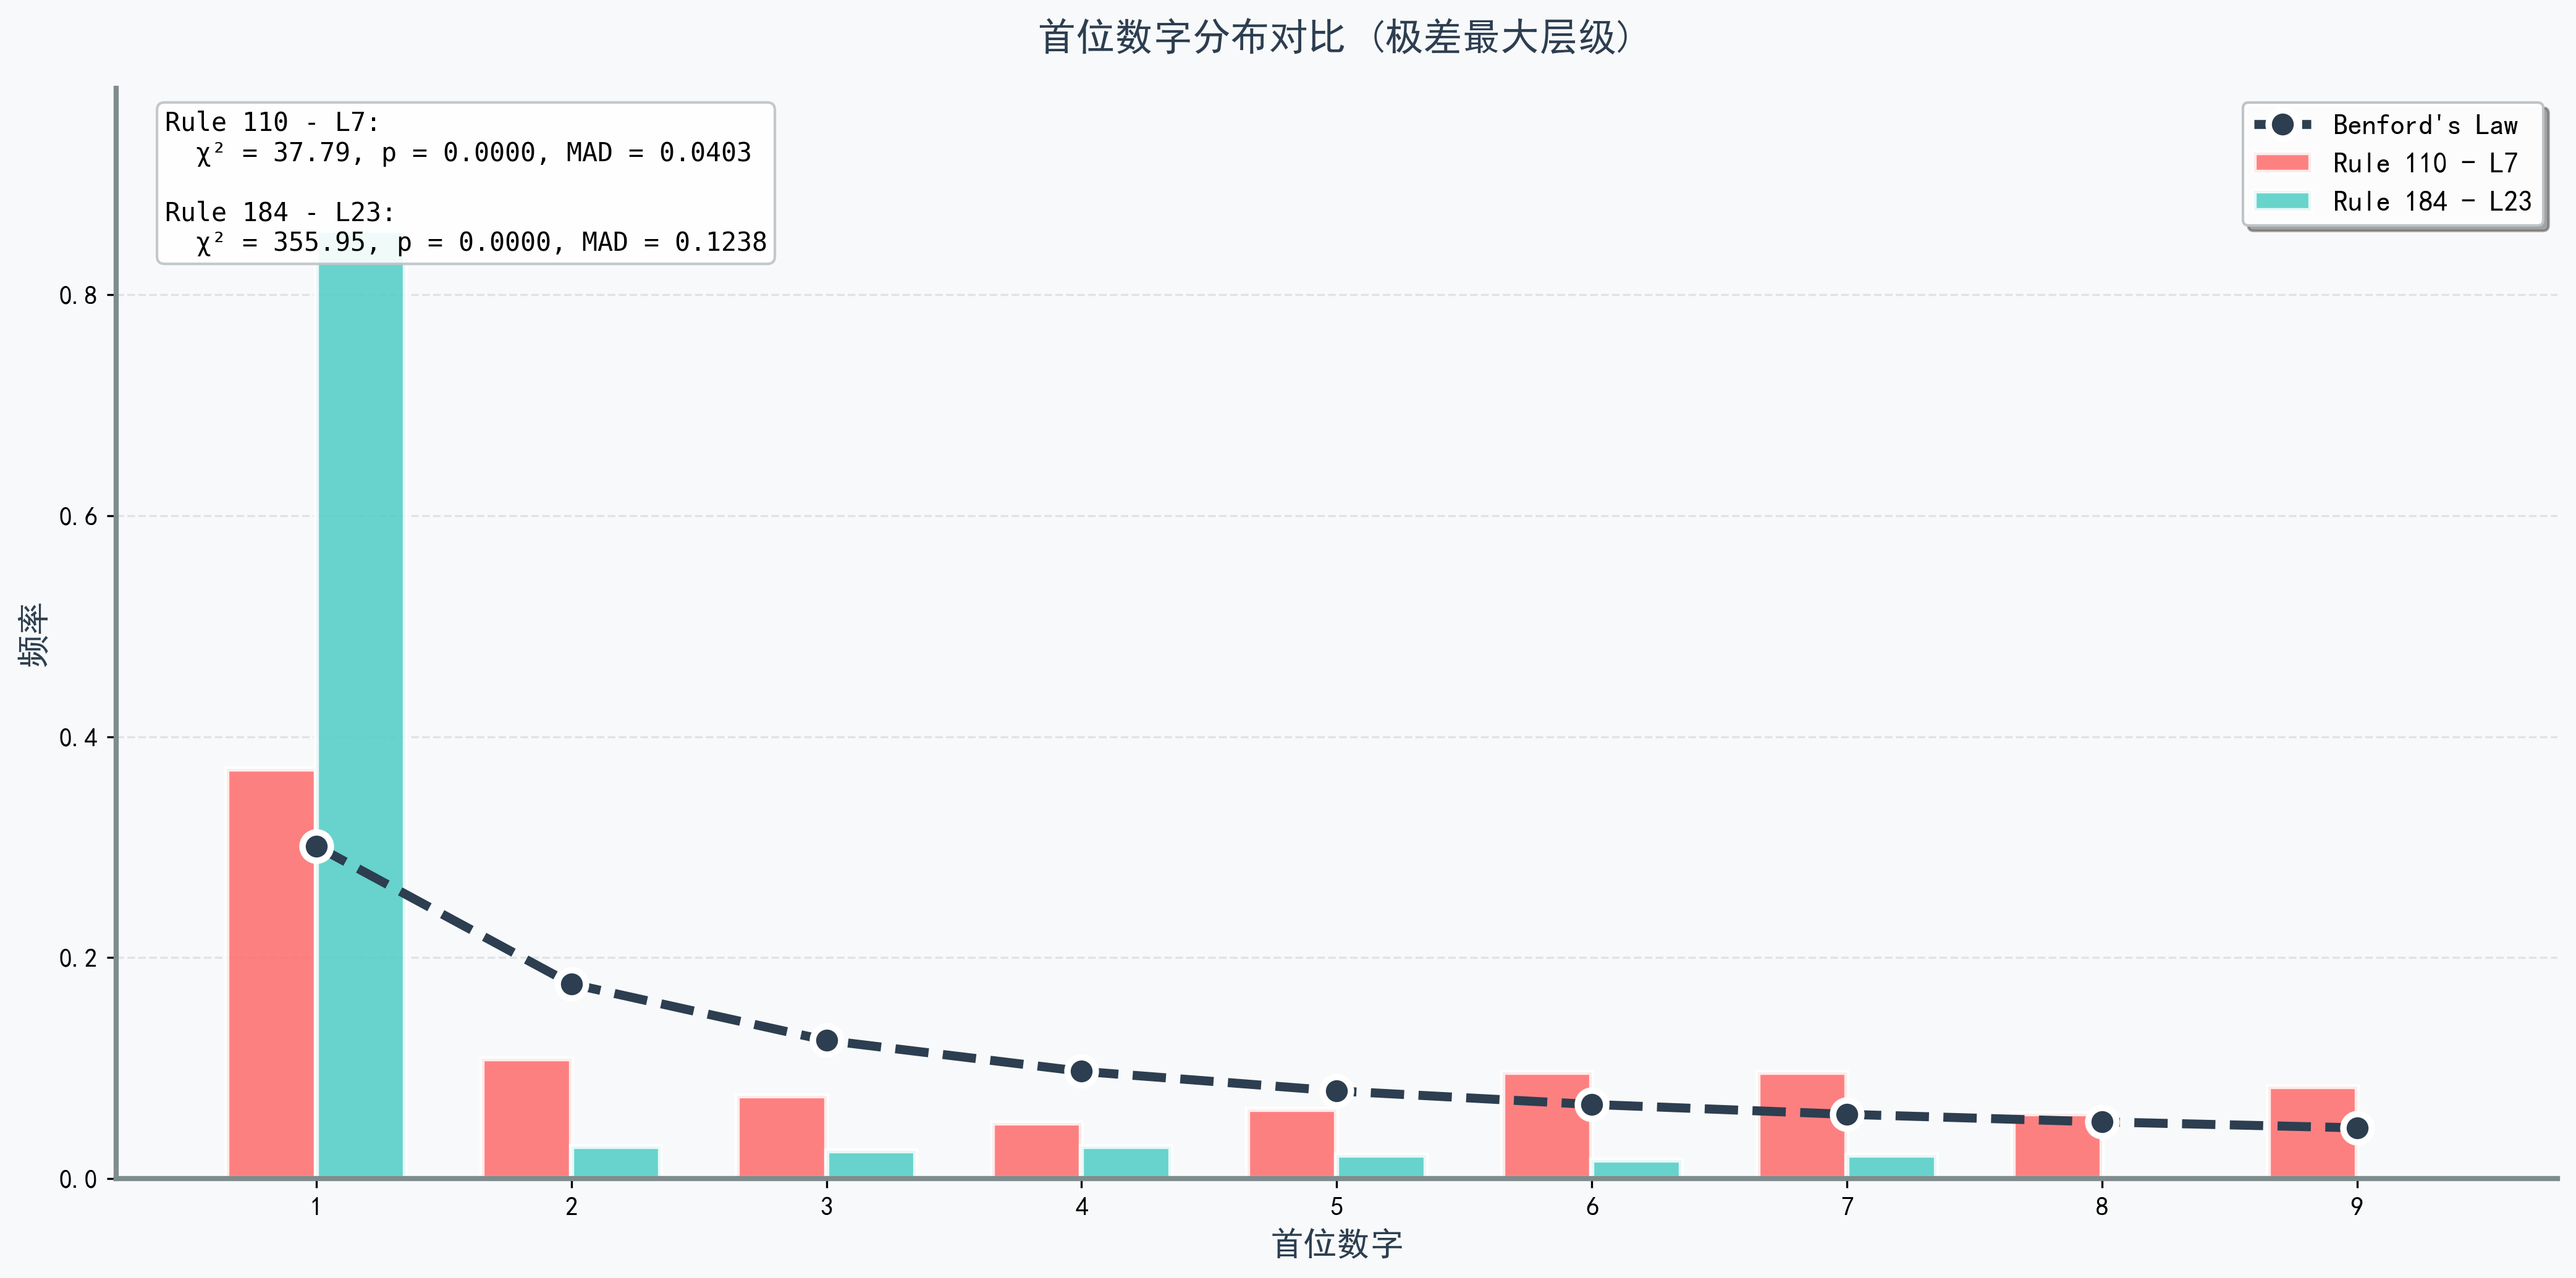 首位数字分布对比 (极差最大层级)
Rule 110 - L7:
χ² = 37.79, p = 0.0000, MAD = 0.0403
Rule 184 - L23:
χ² = 355.95, p = 0.0000, MAD = 0.1238
Benford's Law
Rule 110 - L7
Rule 184 - L23
频率
0.8
0.6
0.4
0.2
0.0
1 2 3 4 5 6 7 8 9
首位数字